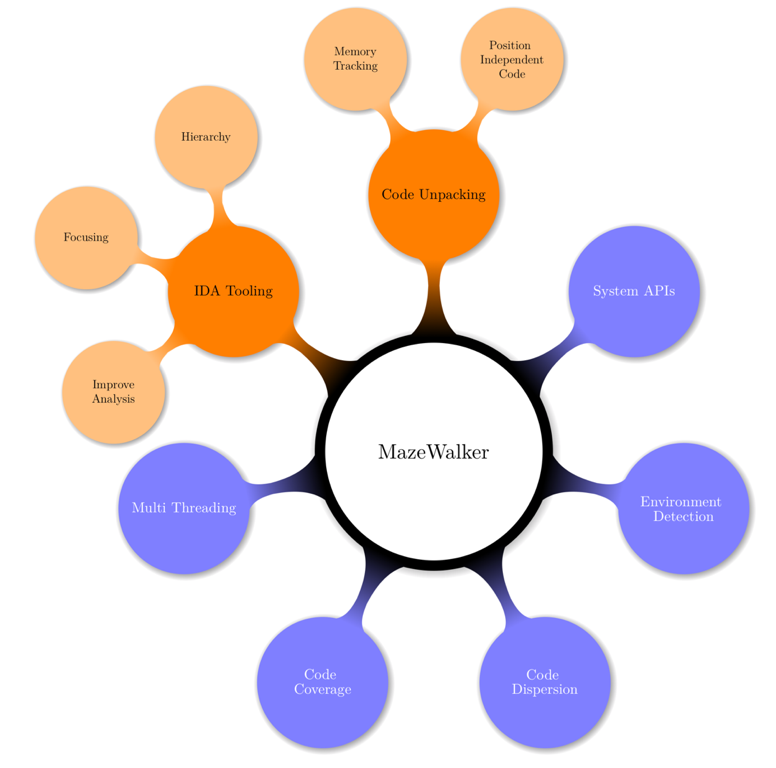 Memory
Tracking
Position
Independent
Code
Hierarchy
Code Unpacking
Focusing
IDA Tooling
System APIs
Improve
Analysis
MazeWalker
Multi Threading
Environment
Detection
Code
Coverage
Code
Dispersion